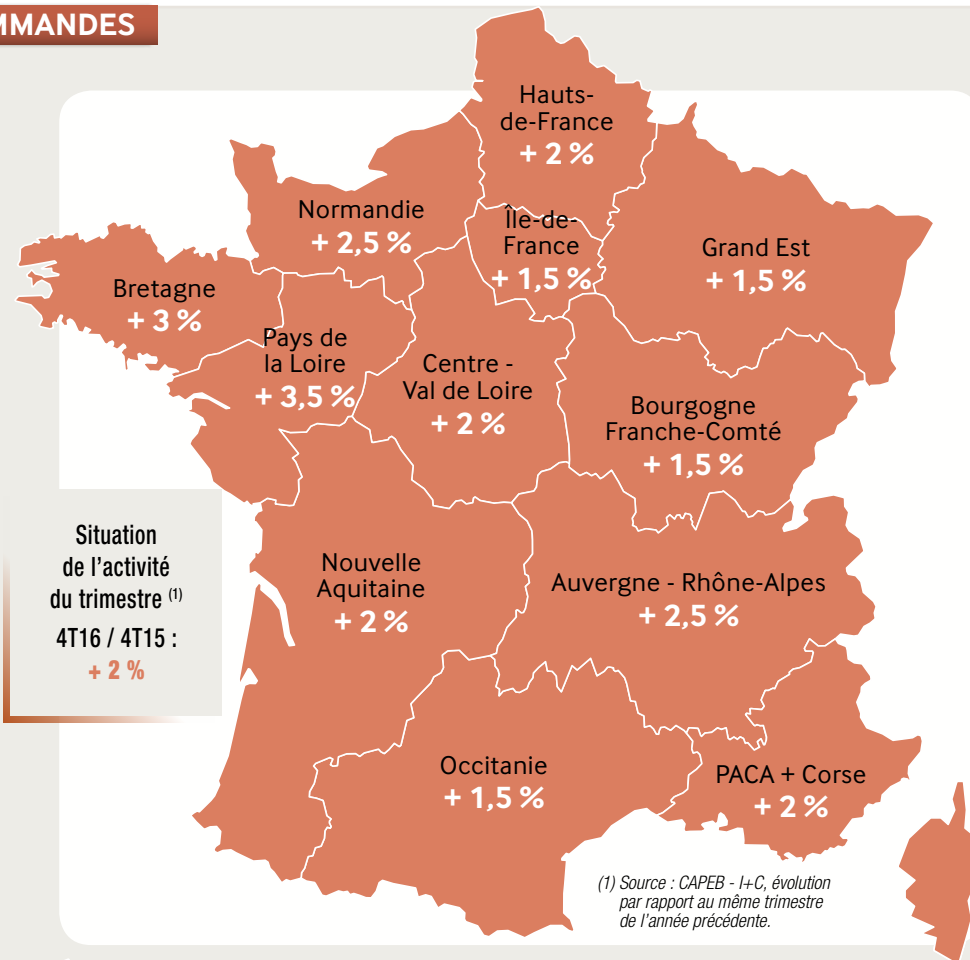 MMANDES
Hauts-
de-France
+ 2 %
Normandie
+ 2,5 %
Île-de-
France
+ 1,5 %
Grand Est
+ 1,5 %
Bretagne
+ 3 %
Pays de
la Loire
+ 3,5 %
Centre -
Val de Loire
+ 2 %
Bourgogne
Franche-Comté
+ 1,5 %
Situation
de l'activité
du trimestre (1)
4T16 / 4T15 :
+ 2 %
Nouvelle
Aquitaine
+ 2 %
Auvergne - Rhône-Alpes
+ 2,5 %
Occitanie
+ 1,5 %
PACA + Corse
+ 2 %
(1) Source : CAPEB - I+C, évolution
par rapport au même trimestre
de l'année précédente.